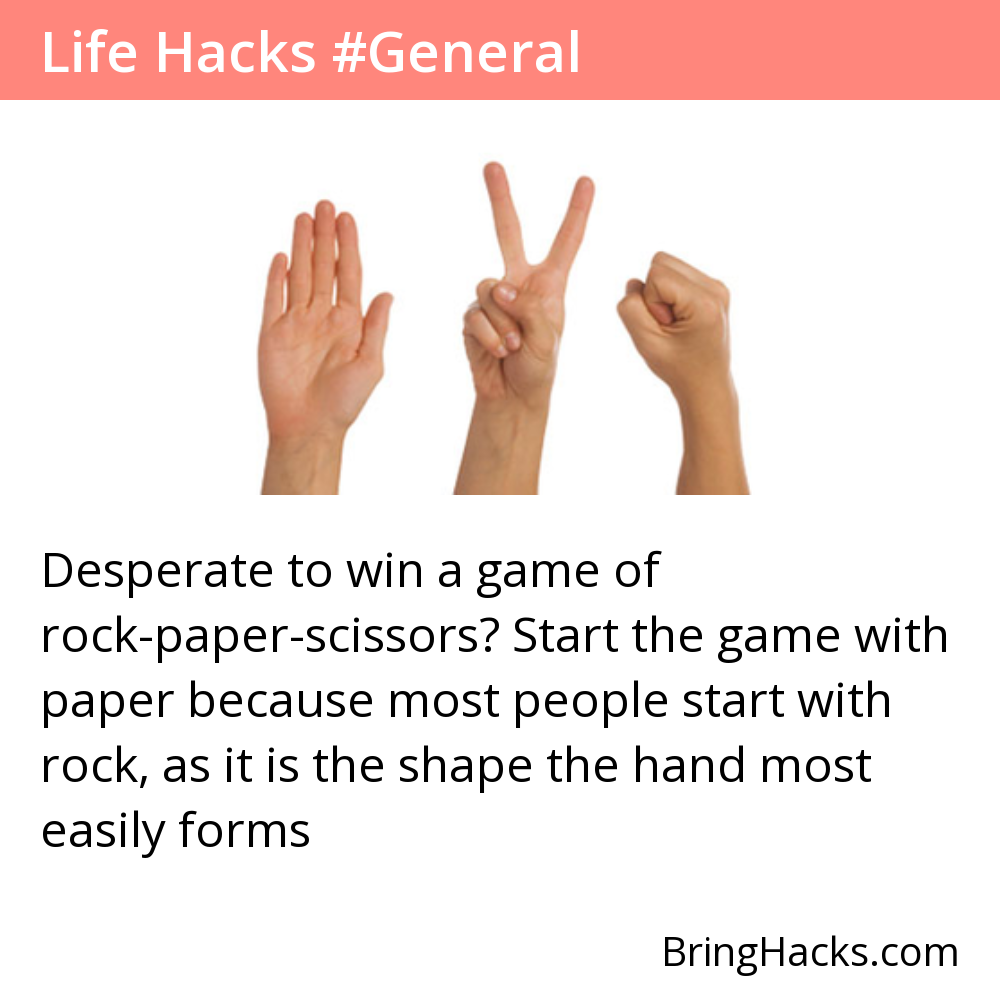 Life Hacks #General
Desperate to win a game of
rock-paper-scissors? Start the game with
paper because most people start with
rock, as it is the shape the hand most
easily forms
BringHacks.com